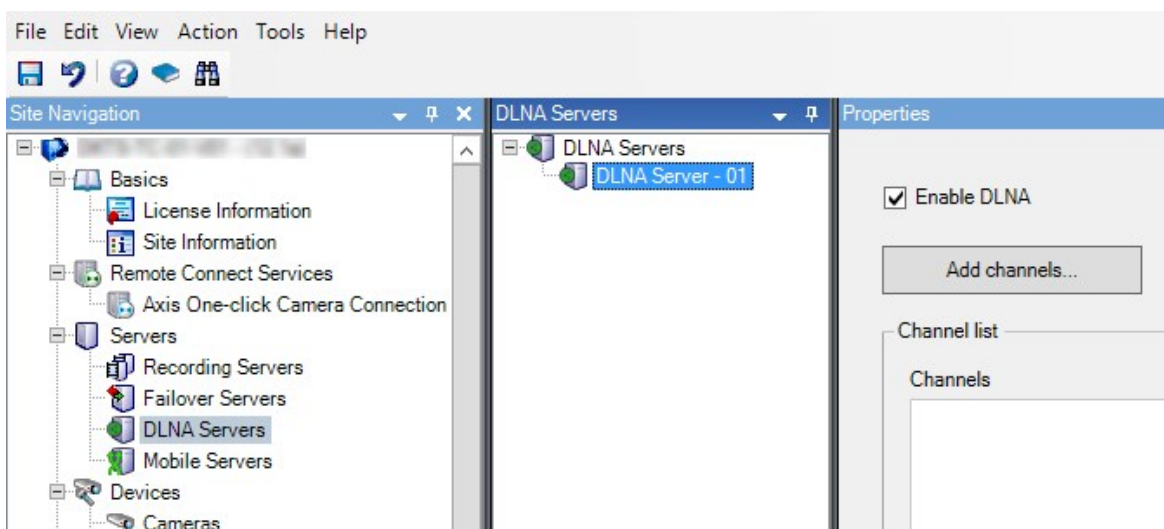 File Edit View Action Tools Help
Site Navigation
Basics
License Information
Site Information
Remote Connect Services
Axis One-click Camera Connection
Servers
Recording Servers
Failover Servers
DLNA Servers
Mobile Servers
Devices
Cameras
DLNA Servers
DLNA Servers
DLNA Server - 01
Properties
Enable DLNA
Add channels...
Channel list
Channels